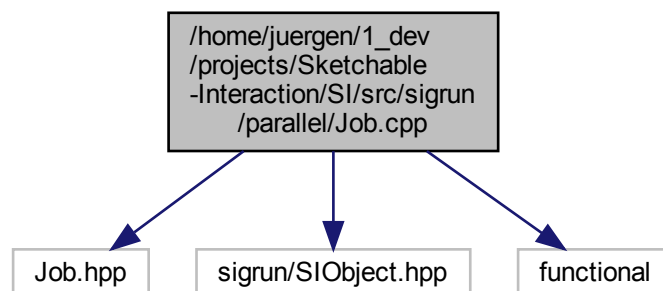 /home/juergen/1_dev
/projects/Sketchable
-Interaction/SI/src/sigrun
/parallel/Job.cpp
Job.hpp
sigrun/SIObject.hpp
functional